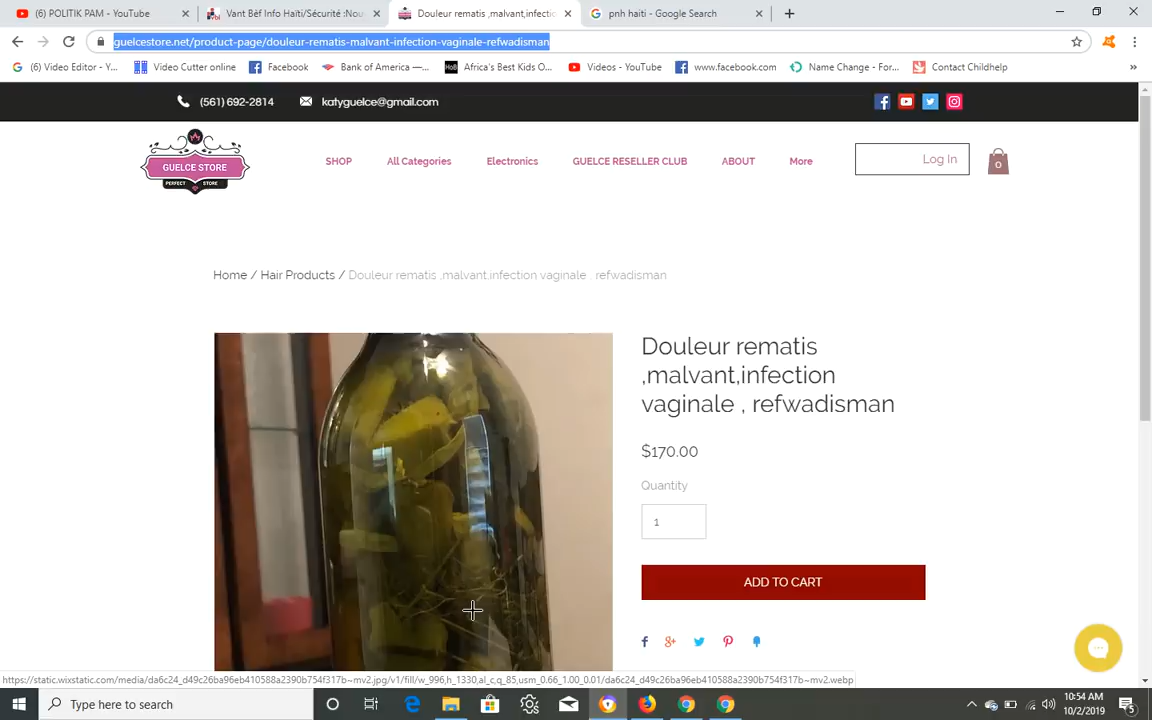 (6) POLITIK PAM - YouTube
Vant Bèf Info Haïti/Sécurité :Nou
Douleur rematis ,malvant,infectio
pnh haiti - Google Search
guelcestore.net/product-page/douleur-rematis-malvant-infection-vaginale-refwadisman
(6) Video Editor - Y...
Video Cutter online
Facebook
Bank of America —...
Africa's Best Kids O...
Videos - YouTube
www.facebook.com
Name Change - For...
Contact Childhelp
(561) 692-2814
katyguelce@gmail.com
GUELCE STORE
PERFECT STORE
SHOP
All Categories
Electronics
GUELCE RESELLER CLUB
ABOUT
More
Log In
0
Home / Hair Products / Douleur rematis ,malvant,infection vaginale , refwadisman
Douleur rematis
,malvant,infection
vaginale , refwadisman
$170.00
Quantity
1
ADD TO CART
https://static.wixstatic.com/media/da6c24_d49c26ba96eb410588a2390b754f317b~mv2.jpg/v1/fill/w_996,h_1330,al_c,q_85,usm_0.66_1.00_0.01/da6c24_d49c26ba96eb410588a2390b754f317b~mv2.webp
Type here to search
10:54 AM
10/2/2019
5